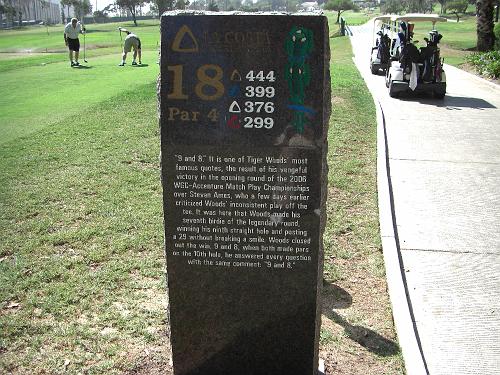 LA COSTA
18
444
399
376
Par 4
299
"9 and 8." It is one of Tiger Woods' most
famous quotes, the result of his vengeful
victory in the opening round of the 2006
WGC-Accenture Match Play Championships
over Stevan Ames, who a few days earlier
criticized Woods' inconsistent play off the
tee. It was here that Woods made his
seventh birdie of the legendary round,
winning his ninth straight hole and posting
a 29 without breaking a smile. Woods closed
out the win, 9 and 8, when both made pars
on the 10th hole, he answered every question
with the same comment: "9 and 8."